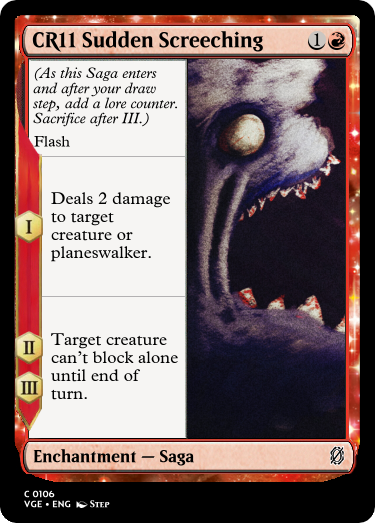 CR11 Sudden Screeching 1
(As this Saga enters
and after your draw
step, add a lore counter.
Sacrifice after III.)
Flash
I
Deals 2 damage
to target
creature or
planeswalker.
II
III
Target creature
can't block alone
until end of
turn.
Enchantment — Saga
C 0106
VGE • ENG Step